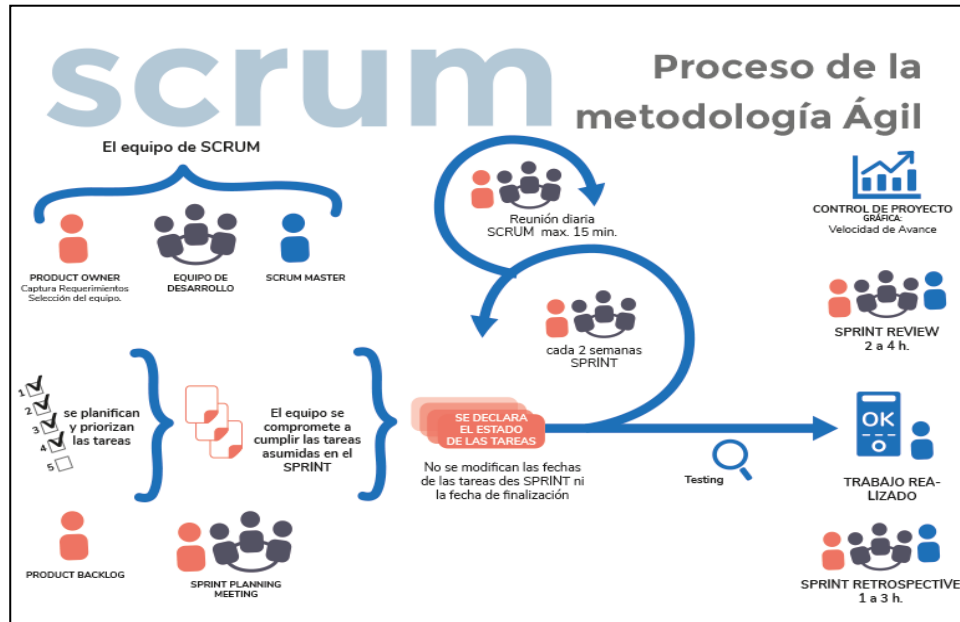 scrum
Proceso de la
metodología Ágil
El equipo de SCRUM
PRODUCT OWNER
Captura Requerimientos
Selección del equipo.
EQUIPO DE
DESARROLLO
SCRUM MASTER
Reunión diaria
SCRUM max. 15 min.
CONTROL DE PROYECTO
GRÁFICA:
Velocidad de Avance
cada 2 semanas
SPRINT
SPRINT REVIEW
2 a 4 h.
1
2
3
4
5
se planifican
y priorizan
las tareas
El equipo se
compromete a
cumplir las tareas
asumidas en el
SPRINT
SE DECLARA
EL ESTADO
DE LAS TAREAS
No se modifican las fechas
de las tareas des SPRINT ni
la fecha de finalización
Testing
OK
TRABAJO REA-
LIZADO
PRODUCT BACKLOG
SPRINT PLANNING
MEETING
SPRINT RETROSPECTIVE
1 a 3 h.